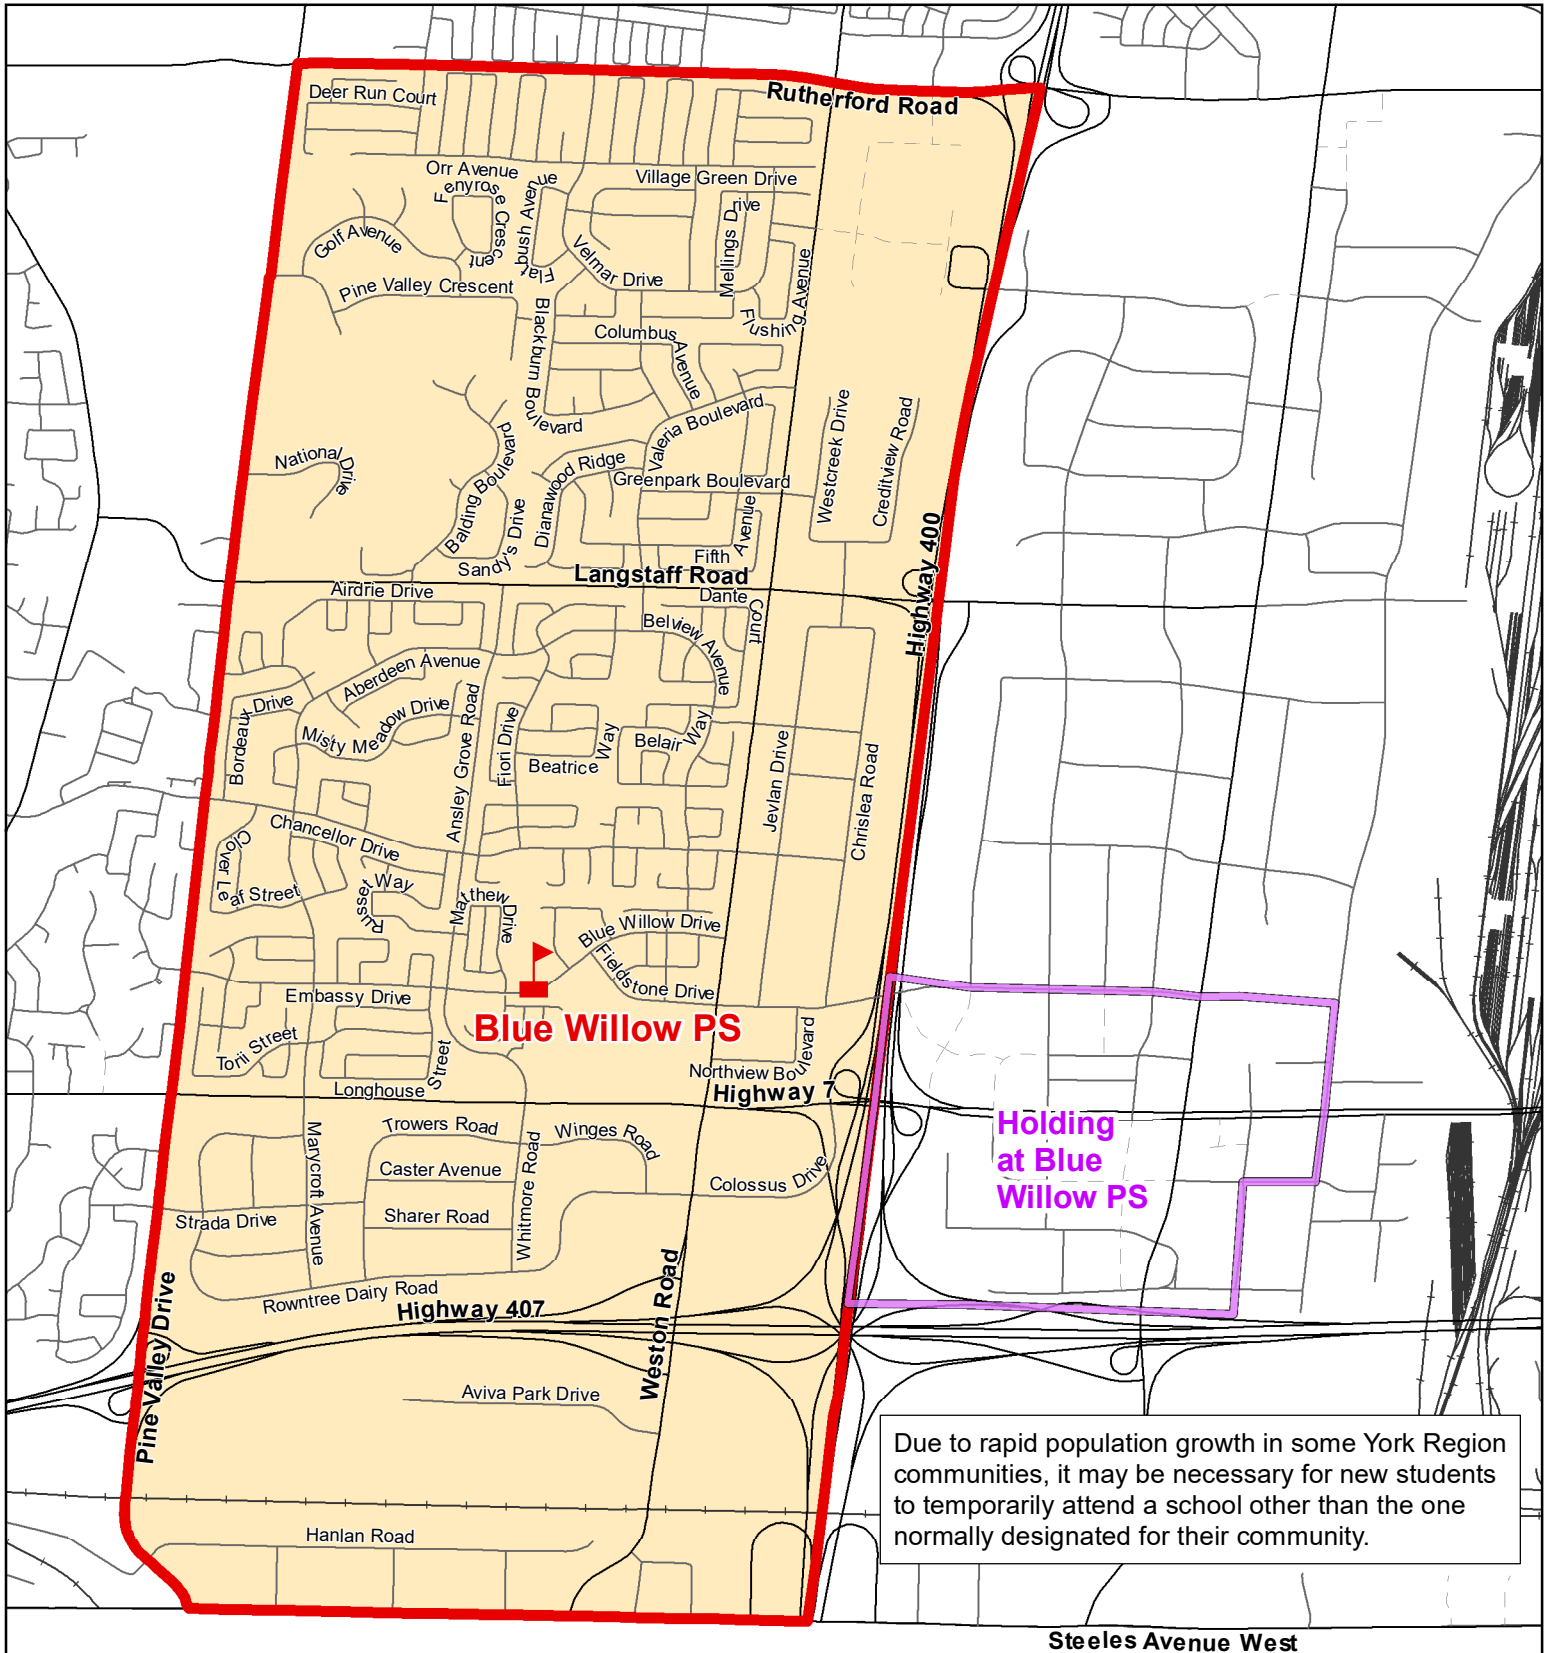 Deer Run Court
Rutherford Road
Orr Avenue
Fenyrose Crescent
Flatbush Avenue
Village Green Drive
Mellings Drive
Golf Avenue
Velmar Drive
Pine Valley Crescent
Flushing Avenue
Blackburn Boulevard
Columbus Avenue
Valeria Boulevard
Westcreek Drive
Creditview Road
National Drive
Balding Boulevard
Dianawood Ridge
Greenpark Boulevard
Sandy's Drive
Fifth Avenue
Highway 400
Langstaff Road
Airdrie Drive
Dante Court
Belview Avenue
Aberdeen Avenue
Bordeaux Drive
Misty Meadow Drive
Ansley Grove Road
Fiori Drive
Beatrice Way
Belair Way
Jevlan Drive
Chrislea Road
Chancellor Drive
Clover Leaf Street
Russet Way
Matthew Drive
Blue Willow Drive
Fieldstone Drive
Embassy Drive
Blue Willow PS
Torii Street
Northview Boulevard
Longhouse Street
Highway 7
Holding
at Blue
Willow PS
Marycroft Avenue
Trowers Road
Winges Road
Whitmore Road
Caster Avenue
Colossus Drive
Strada Drive
Sharer Road
Rowntree Dairy Road
Highway 407
Weston Road
Pine Valley Drive
Aviva Park Drive
Due to rapid population growth in some York Region
communities, it may be necessary for new students
to temporarily attend a school other than the one
normally designated for their community.
Hanlan Road
Steeles Avenue West